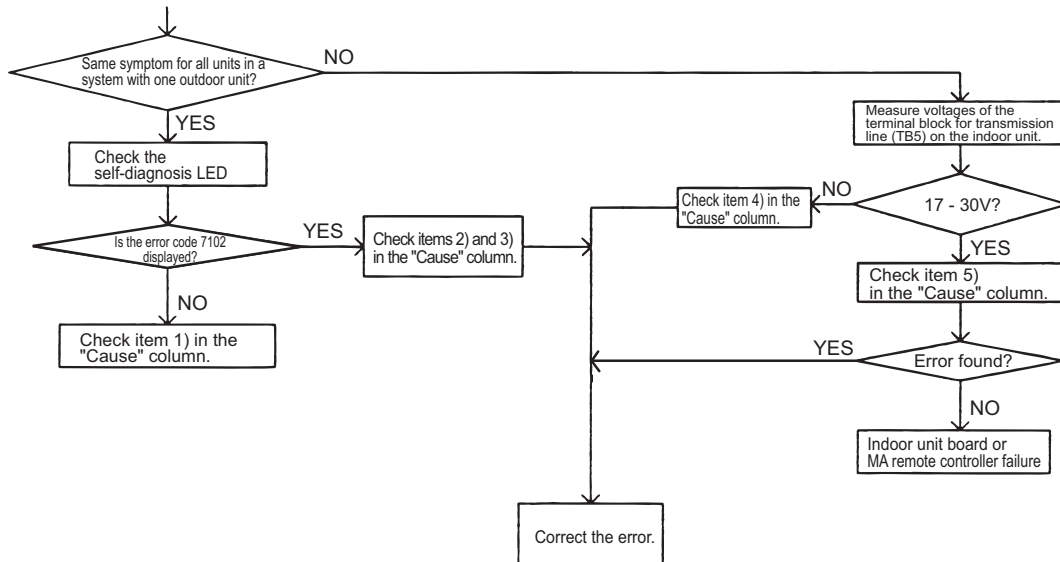 Same symptom for all units in a
system with one outdoor unit?
NO
YES
Measure voltages of the
terminal block for transmission
line (TB5) on the indoor unit.
Check the
self-diagnosis LED
17 - 30V?
NO
Check item 4) in the
"Cause" column.
YES
Is the error code 7102
displayed?
YES
Check items 2) and 3)
in the "Cause" column.
NO
Check item 5)
in the "Cause" column.
Check item 1) in the
"Cause" column.
Error found?
YES
NO
Indoor unit board or
MA remote controller failure
Correct the error.